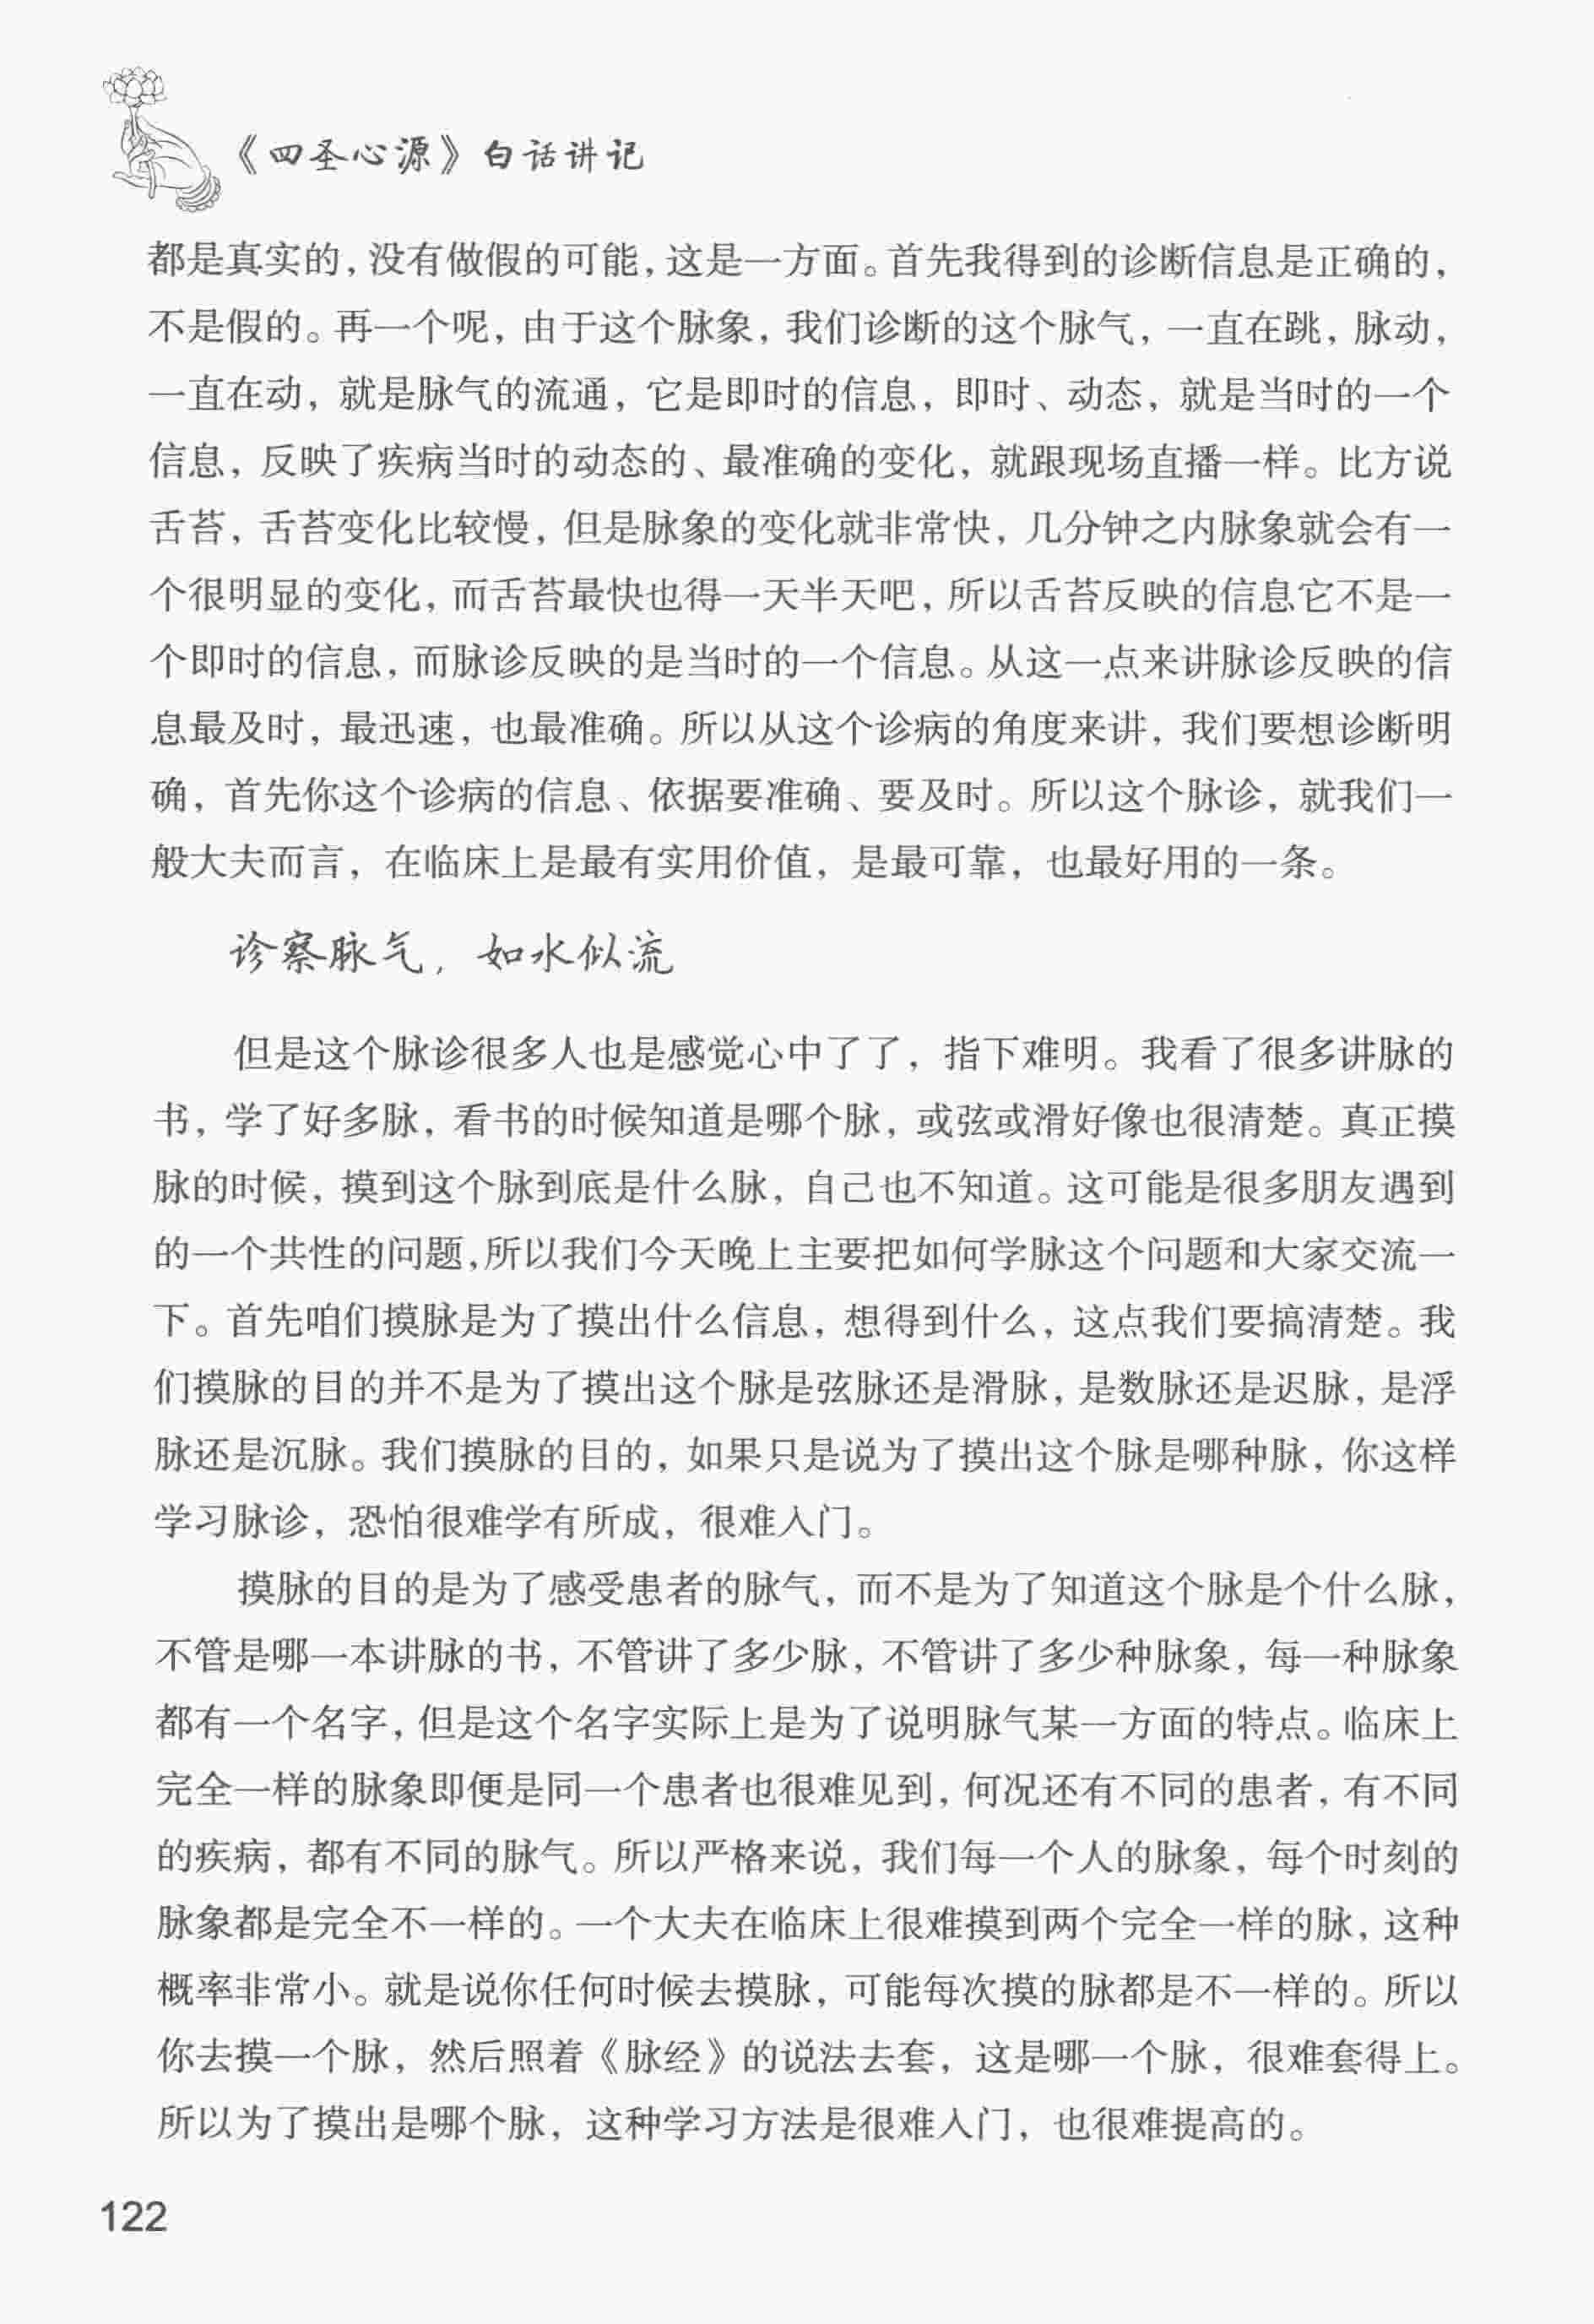 《四圣心源》白话讲记
都是真实的，没有做假的可能，这是一方面。首先我得到的诊断信息是正确的，
不是假的。再一个呢，由于这个脉象，我们诊断的这个脉气，一直在跳，脉动，
一直在动，就是脉气的流通，它是即时的信息，即时、动态，就是当时的一个
信息，反映了疾病当时的动态的、最准确的变化，就跟现场直播一样。比方说
舌苔，舌苔变化比较慢，但是脉象的变化就非常快，几分钟之内脉象就会有一
个很明显的变化，而舌苔最快也得一天半天吧，所以舌苔反映的信息它不是一
个即时的信息，而脉诊反映的是当时的一个信息。从这一点来讲脉诊反映的信
息最及时，最迅速，也最准确。所以从这个诊病的角度来讲，我们要想诊断明
确，首先你这个诊病的信息、依据要准确、要及时。所以这个脉诊，就我们一
般大夫而言，在临床上是最有实用价值，是最可靠，也最好用的一条。
诊察脉气，如水似流
但是这个脉诊很多人也是感觉心中了了，指下难明。我看了很多讲脉的
书，学了好多脉，看书的时候知道是哪个脉，或弦或滑好像也很清楚。真正摸
脉的时候，摸到这个脉到底是什么脉，自己也不知道。这可能是很多朋友遇到
的一个共性的问题，所以我们今天晚上主要把如何学脉这个问题和大家交流一
下。首先咱们摸脉是为了摸出什么信息，想得到什么，这点我们要搞清楚。我
们摸脉的目的并不是为了摸出这个脉是弦脉还是滑脉，是数脉还是迟脉，是浮
脉还是沉脉。我们摸脉的目的，如果只是说为了摸出这个脉是哪种脉，你这样
学习脉诊，恐怕很难学有所成，很难入门。
摸脉的目的是为了感受患者的脉气，而不是为了知道这个脉是个什么脉，
不管是哪一本讲脉的书，不管讲了多少脉，不管讲了多少种脉象，每一种脉象
都有一个名字，但是这个名字实际上是为了说明脉气某一方面的特点。临床上
完全一样的脉象即便是同一个患者也很难见到，何况还有不同的患者，有不同
的疾病，都有不同的脉气。所以严格来说，我们每一个人的脉象，每个时刻的
脉象都是完全不一样的。一个大夫在临床上很难摸到两个完全一样的脉，这种
概率非常小。就是说你任何时候去摸脉，可能每次摸的脉都是不一样的。所以
你去摸一个脉，然后照着《脉经》的说法去套，这是哪一个脉，很难套得上。
所以为了摸出是哪个脉，这种学习方法是很难入门，也很难提高的。
122